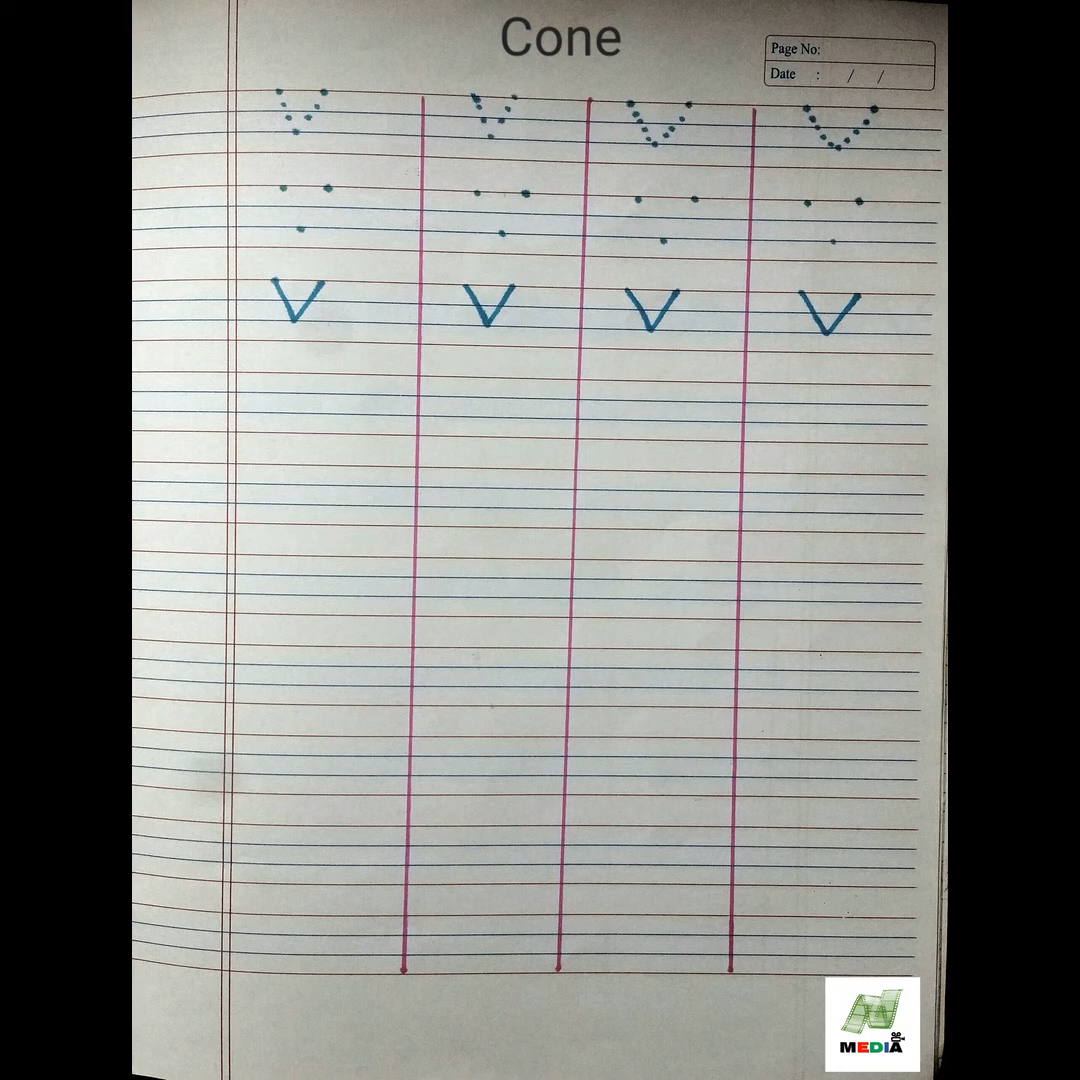 Cone
Page No:
Date : / /
V V V V
V V V V
MEDIA